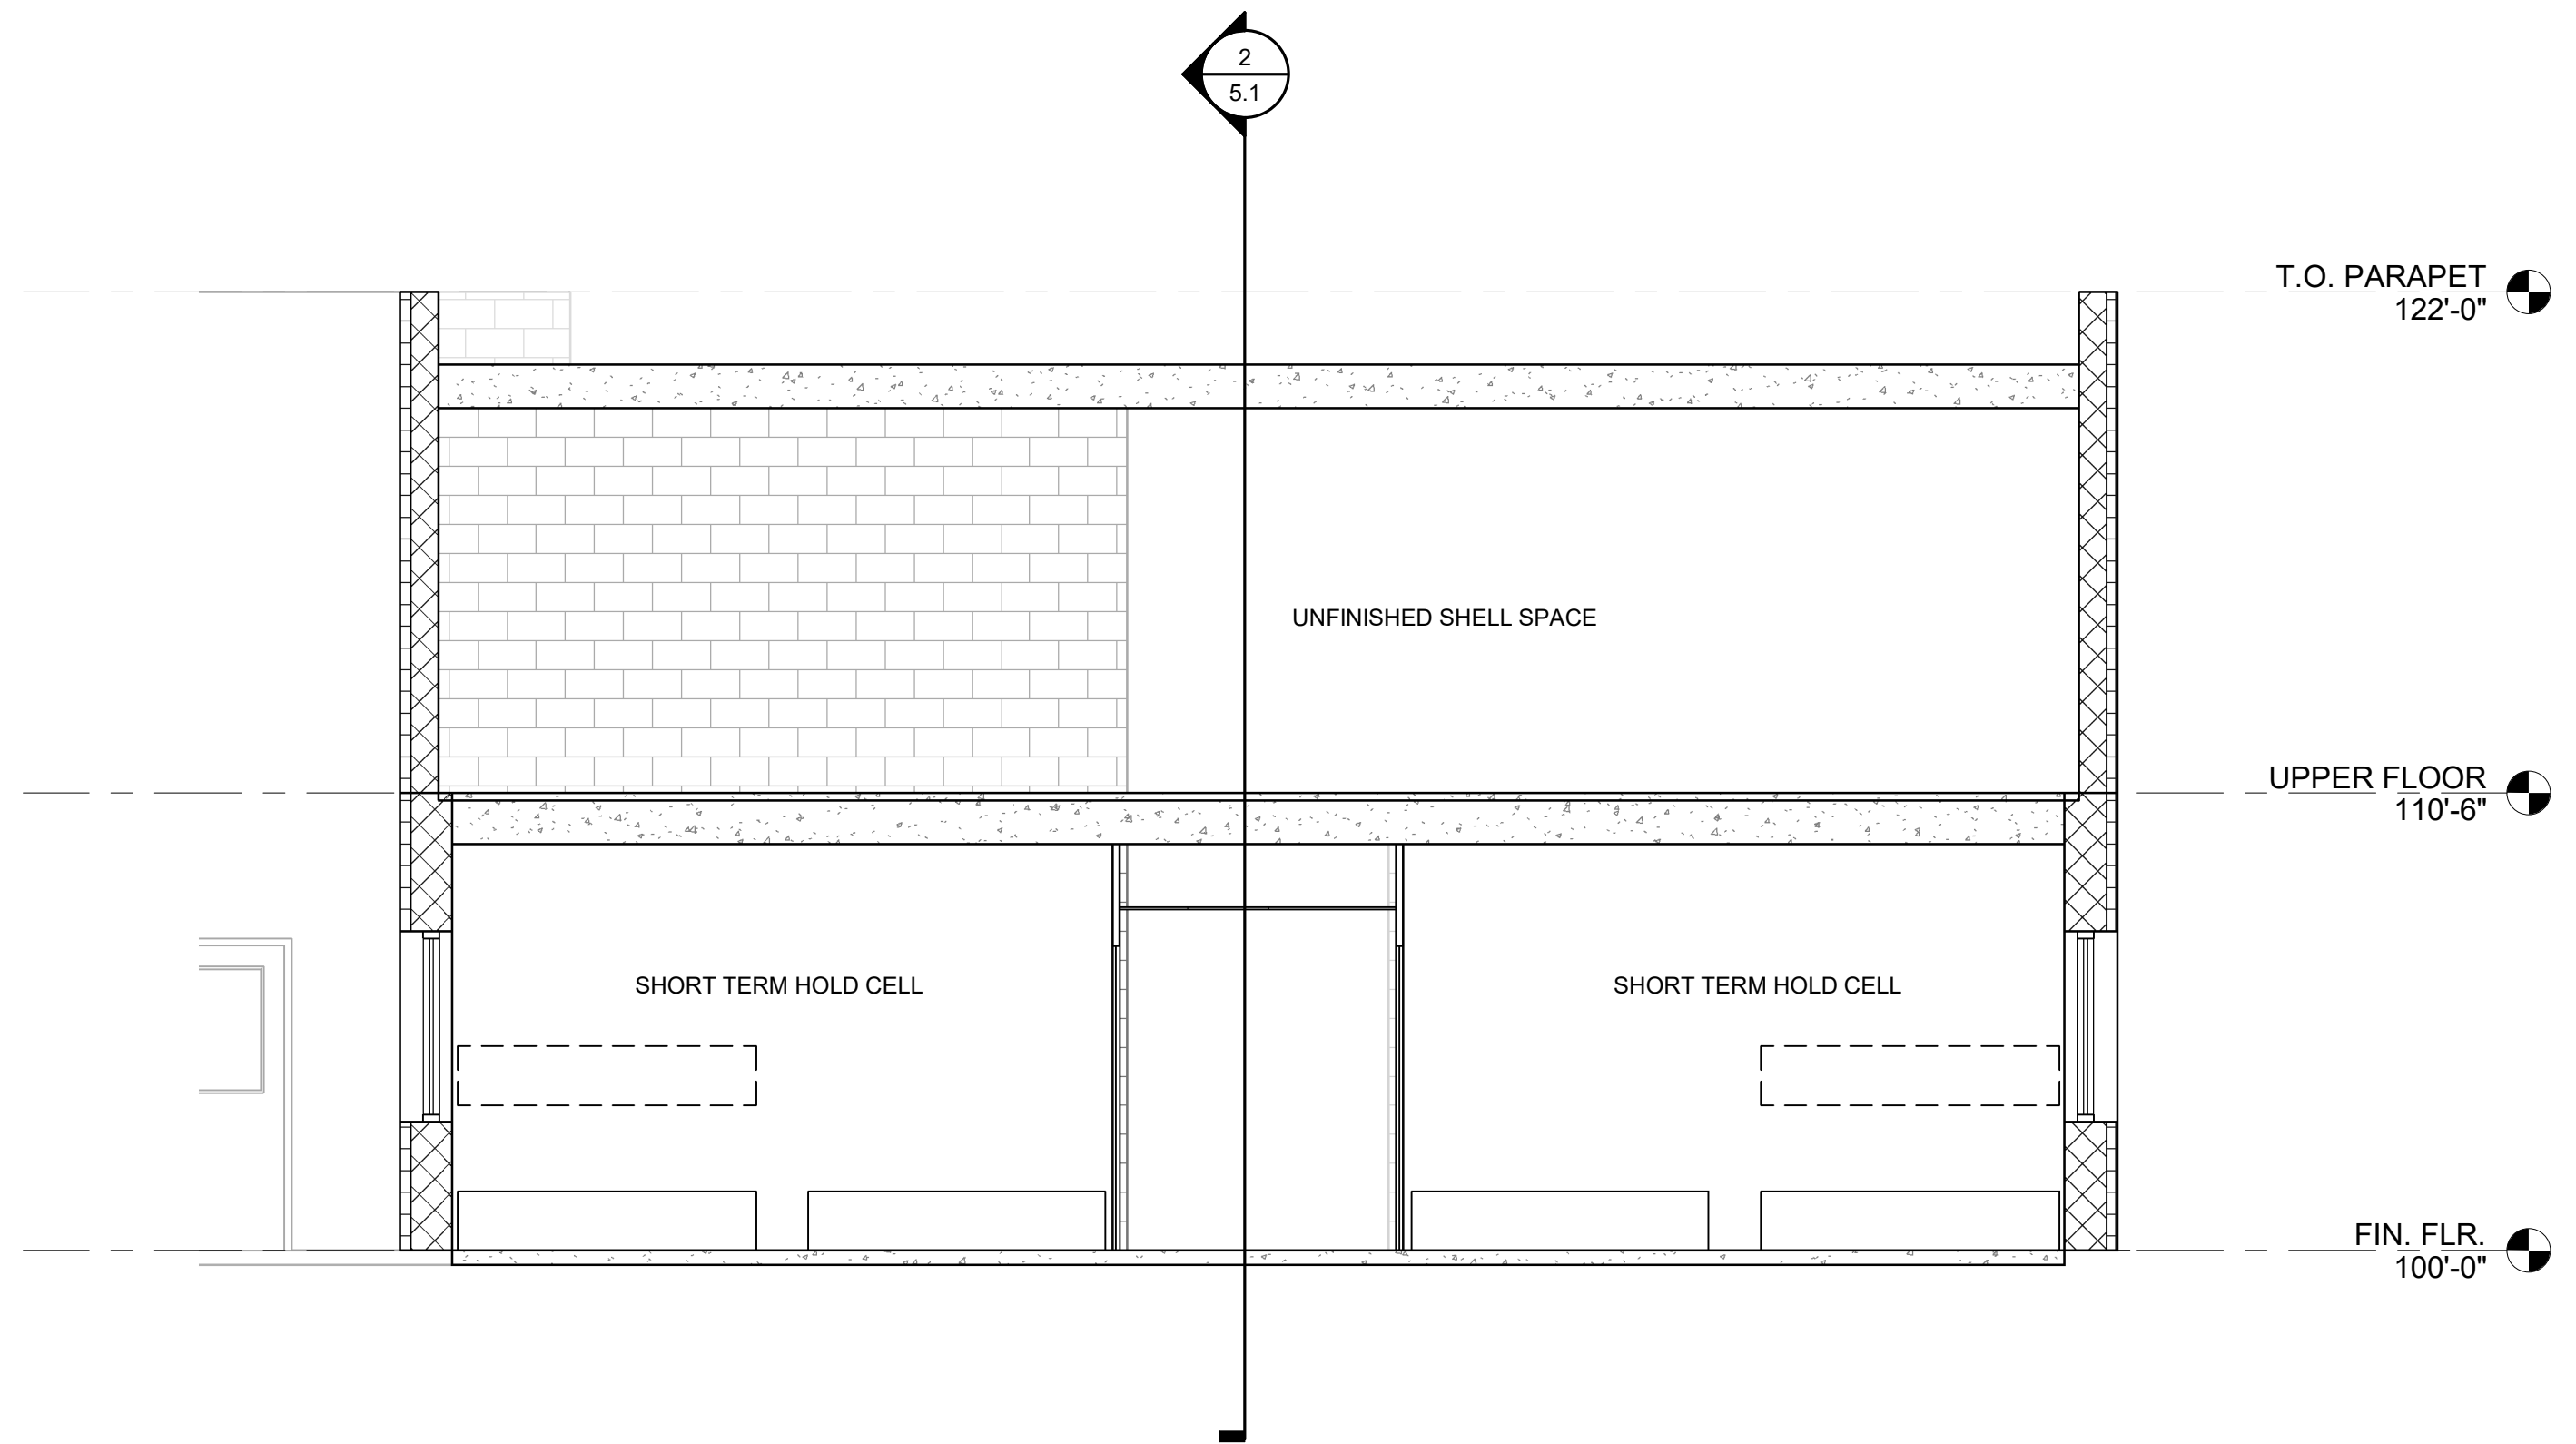 2
5.1
T.O. PARAPET
122'-0"
UNFINISHED SHELL SPACE
UPPER FLOOR
110'-6"
SHORT TERM HOLD CELL
SHORT TERM HOLD CELL
FIN. FLR.
100'-0"